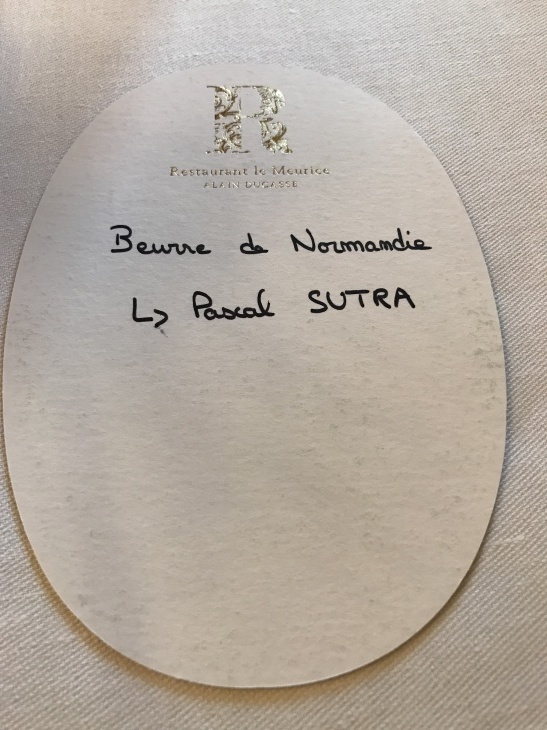 R
Restaurant le Meurice
ALAIN DUCASSE
Beurre de Normandie
↳ Pascal SUTRA